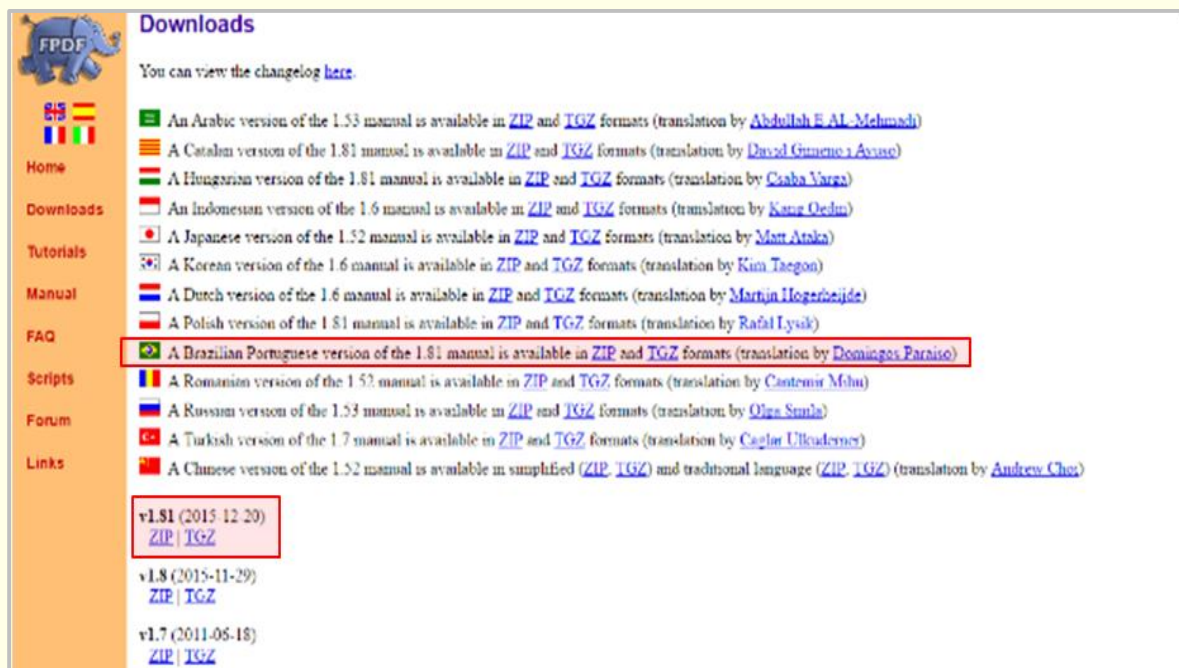 FPDF
Home
Downloads
Tutorials
Manual
FAQ
Scripts
Forum
Links
Downloads
You can view the changelog here.
An Arabic version of the 1.53 manual is available in ZIP and TGZ formats (translation by Abdullah E AL-Mehmadi)
A Catalan version of the 1.81 manual is available in ZIP and TGZ formats (translation by David Gimeno i Ayuso)
A Hungarian version of the 1.81 manual is available in ZIP and TGZ formats (translation by Csaba Varga)
An Indonesian version of the 1.6 manual is available in ZIP and TGZ formats (translation by Kang Oedin)
A Japanese version of the 1.52 manual is available in ZIP and TGZ formats (translation by Matt Ataka)
A Korean version of the 1.6 manual is available in ZIP and TGZ formats (translation by Kim Taegon)
A Dutch version of the 1.6 manual is available in ZIP and TGZ formats (translation by Martijn Hogerheijde)
A Polish version of the 1.81 manual is available in ZIP and TGZ formats (translation by Rafał Lysik)
A Brazilian Portuguese version of the 1.81 manual is available in ZIP and TGZ formats (translation by Domingos Paraiso)
A Romanian version of the 1.52 manual is available in ZIP and TGZ formats (translation by Cantemir Mihu)
A Russian version of the 1.53 manual is available in ZIP and TGZ formats (translation by Olga)
A Turkish version of the 1.7 manual is available in ZIP and TGZ formats (translation by Caglar)
A Chinese version of the 1.52 manual is available in simplified (ZIP, TGZ) and traditional language (ZIP, TGZ) (translation by Andrew Choi)
v1.81 (2015-12-20)
ZIP | TGZ
v1.8 (2015-11-29)
ZIP | TGZ
v1.7 (2011-06-18)
ZIP | TGZ